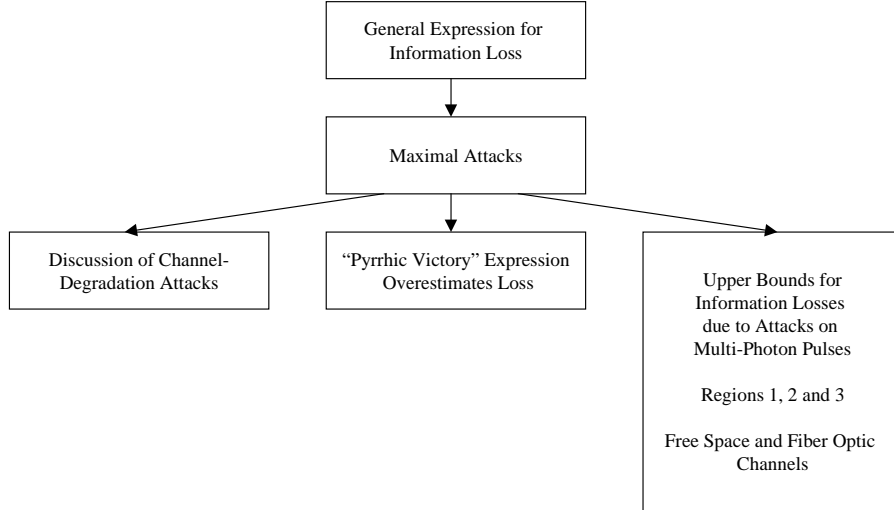 General Expression for
Information Loss
Maximal Attacks
Discussion of Channel-
Degradation Attacks
“Pyrrhic Victory” Expression
Overestimates Loss
Upper Bounds for
Information Losses
due to Attacks on
Multi-Photon Pulses
Regions 1, 2 and 3
Free Space and Fiber Optic
Channels